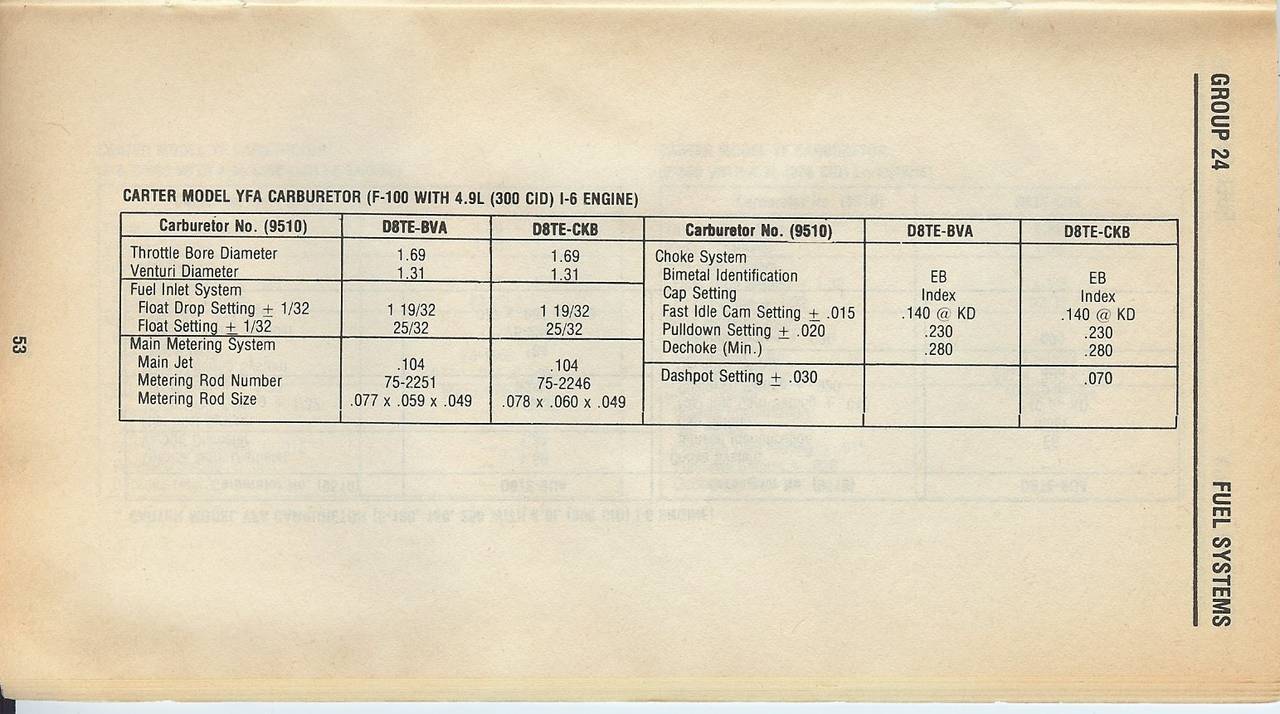 GROUP 24
FUEL SYSTEMS
CARTER MODEL YFA CARBURETOR (F-100 WITH 4.9L (300 CID) I-6 ENGINE)
Carburetor No. (9510) D8TE-BVA D8TE-CKB
Throttle Bore Diameter 1.69 1.69
Venturi Diameter 1.31 1.31
Fuel Inlet System
Float Drop Setting ± 1/32 1 19/32 1 19/32
Float Setting ± 1/32 25/32 25/32
Main Metering System
Main Jet .104 .104
Metering Rod Number 75-2251 75-2246
Metering Rod Size .077 x .059 x .049 .078 x .060 x .049
Carburetor No. (9510) D8TE-BVA D8TE-CKB
Choke System
Bimetal Identification EB EB
Cap Setting Index Index
Fast Idle Cam Setting ± .015 .140 @ KD .140 @ KD
Pulldown Setting ± .020 .230 .230
Dechoke (Min.) .280 .280
Dashpot Setting ± .030 .070
53